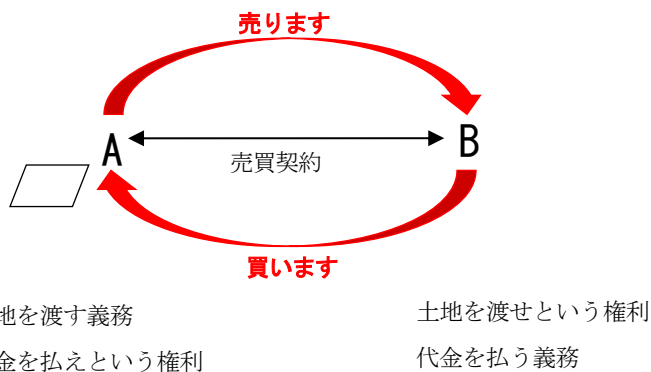 売ります
A
B
売買契約
買います
地を渡す義務
土地を渡せという権利
金を払えという権利
代金を払う義務